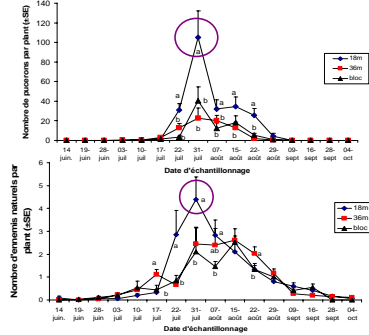 Nombre de pucerons par plant (±SE)
140
120
100
80
60
40
20
0
a
a
a
a
a
b
b
b
b
b
b
b
b
18m
36m
bloc
14 juin.
19-juin
28-juin
03-juil
10-juil
17-juil
22-juil
31-juil
07-août
15-août
22-août
29-août
09-sept
16-sept
28-sept
04-oct
Date d'échantillonnage
Nombre d'ennemis naturels par plant (±SE)
6
5
4
3
2
1
0
a
a
ab
a
b
b
b
b
18m
36m
bloc
14 juin.
19-juin
28-juin
03-juil
10-juil
17-juil
22-juil
31-juil
07-août
15-août
22-août
29-août
09-sept
16-sept
28-sept
04-oct
Date d'échantillonnage